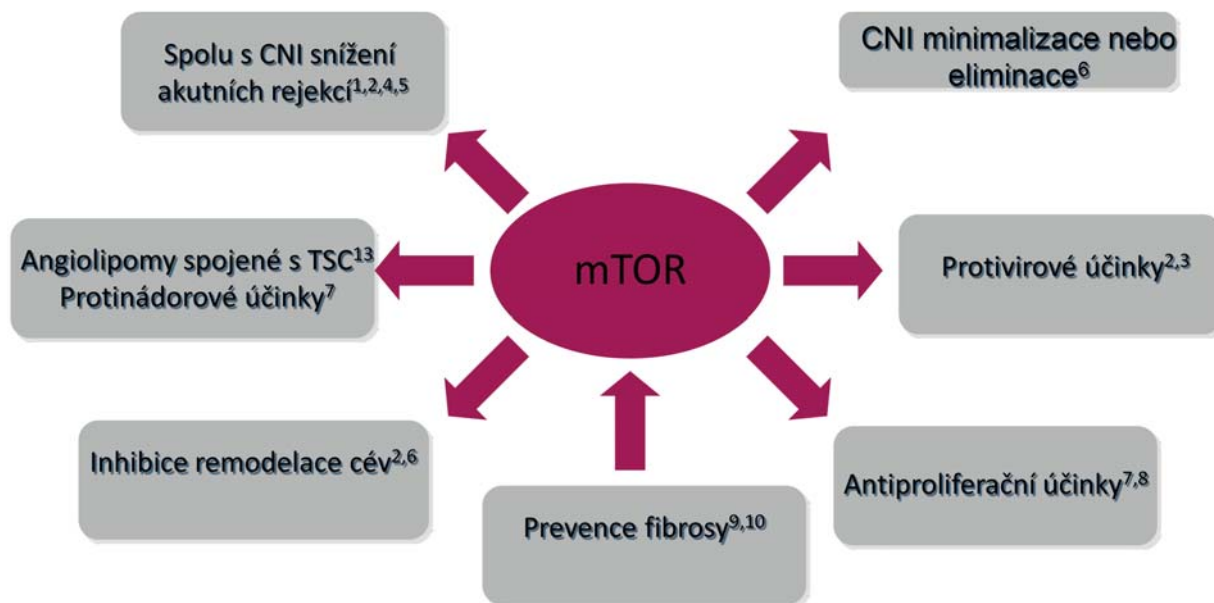 Spolu s CNI snížení
akutních rejekcí1,2,4,5
CNI minimalizace nebo
eliminace6
mTOR
Angiolipomy spojené s TSC13
Protinádorové účinky7
Protivirové účinky2,3
Inhibice remodelace cév2,6
Antiproliferační účinky7,8
Prevence fibrosy9,10